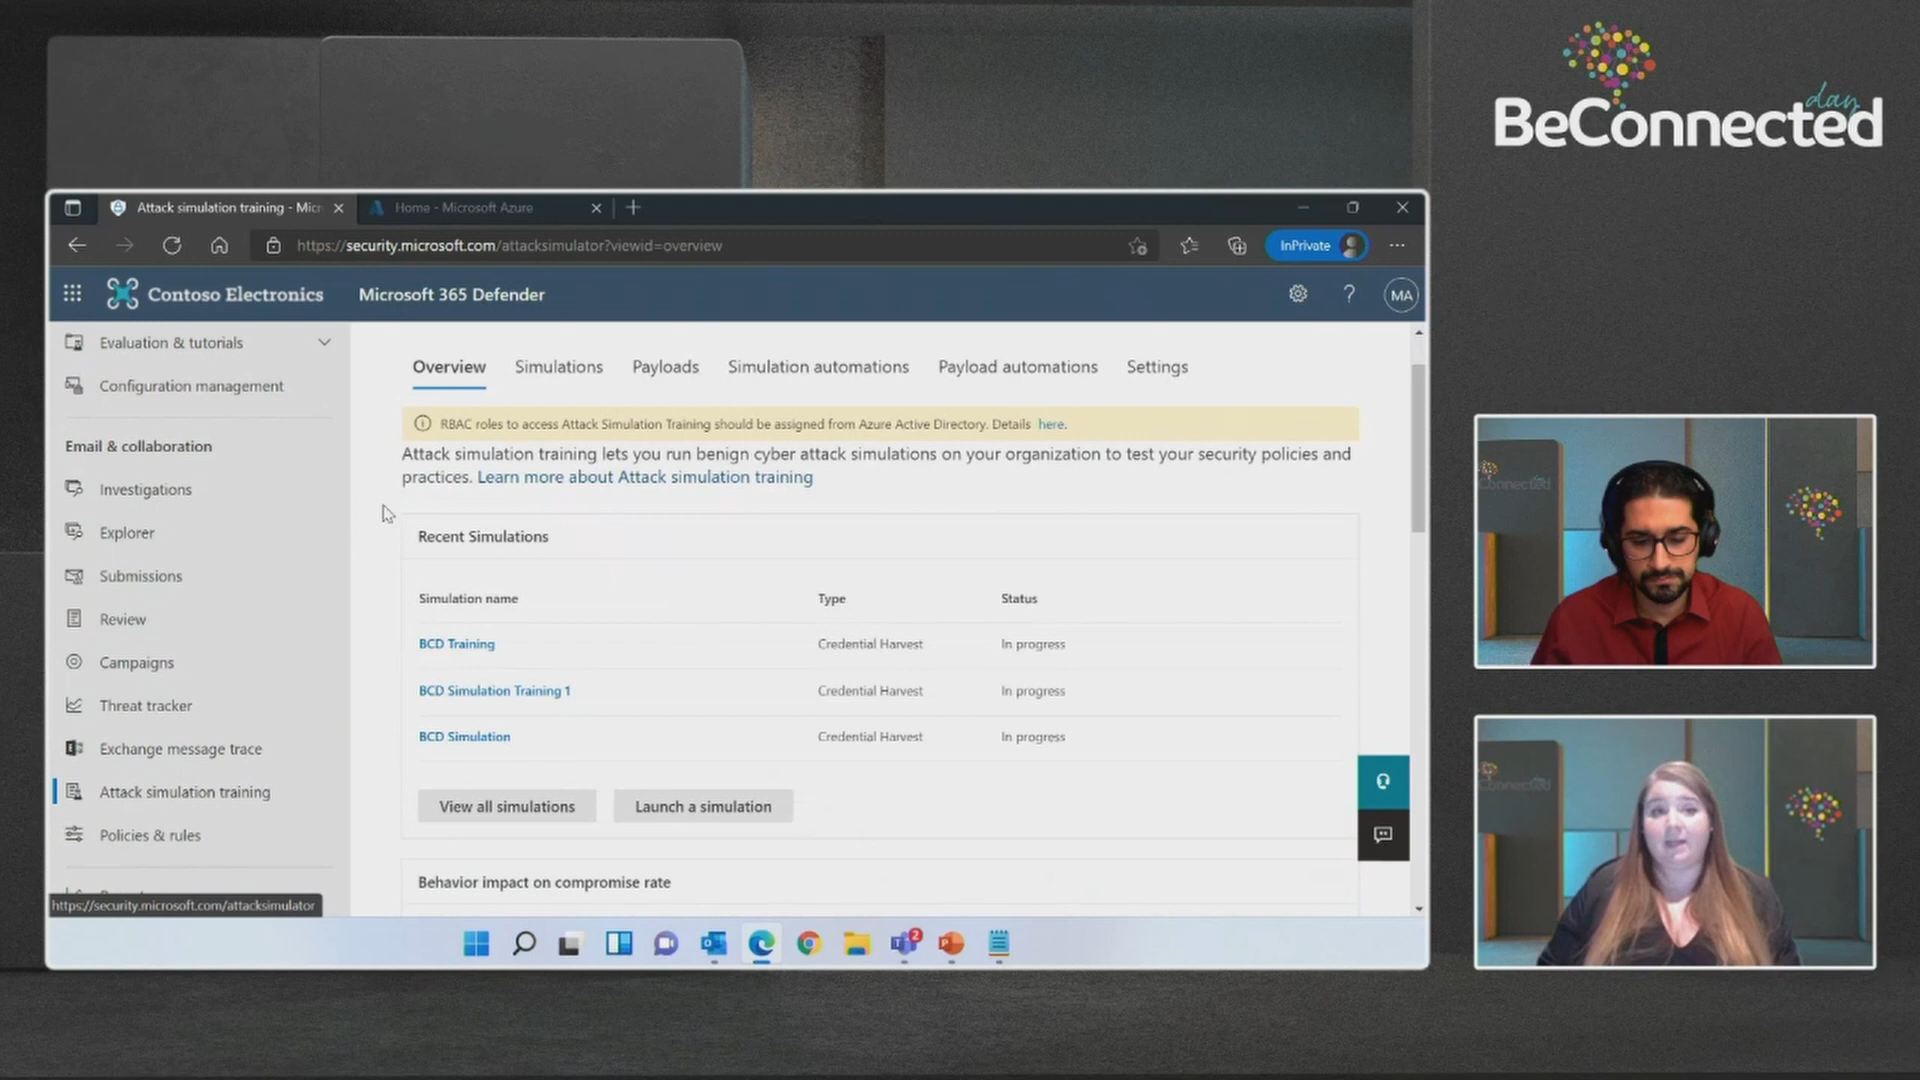 day
BeConnected
Attack simulation training - Micr
Home - Microsoft Azure
https://security.microsoft.com/attacksimulator?viewid=overview
InPrivate
Contoso Electronics
Microsoft 365 Defender
?
MA
Evaluation & tutorials
Configuration management
Email & collaboration
Investigations
Explorer
Submissions
Review
Campaigns
Threat tracker
Exchange message trace
Attack simulation training
Policies & rules
https://security.microsoft.com/attacksimulator
Overview Simulations Payloads Simulation automations Payload automations Settings
RBAC roles to access Attack Simulation Training should be assigned from Azure Active Directory. Details here.
Attack simulation training lets you run benign cyber attack simulations on your organization to test your security policies and
practices. Learn more about Attack simulation training
Recent Simulations
Simulation name Type Status
BCD Training Credential Harvest In progress
BCD Simulation Training 1 Credential Harvest In progress
BCD Simulation Credential Harvest In progress
View all simulations Launch a simulation
Behavior impact on compromise rate
2
Connected
Connected